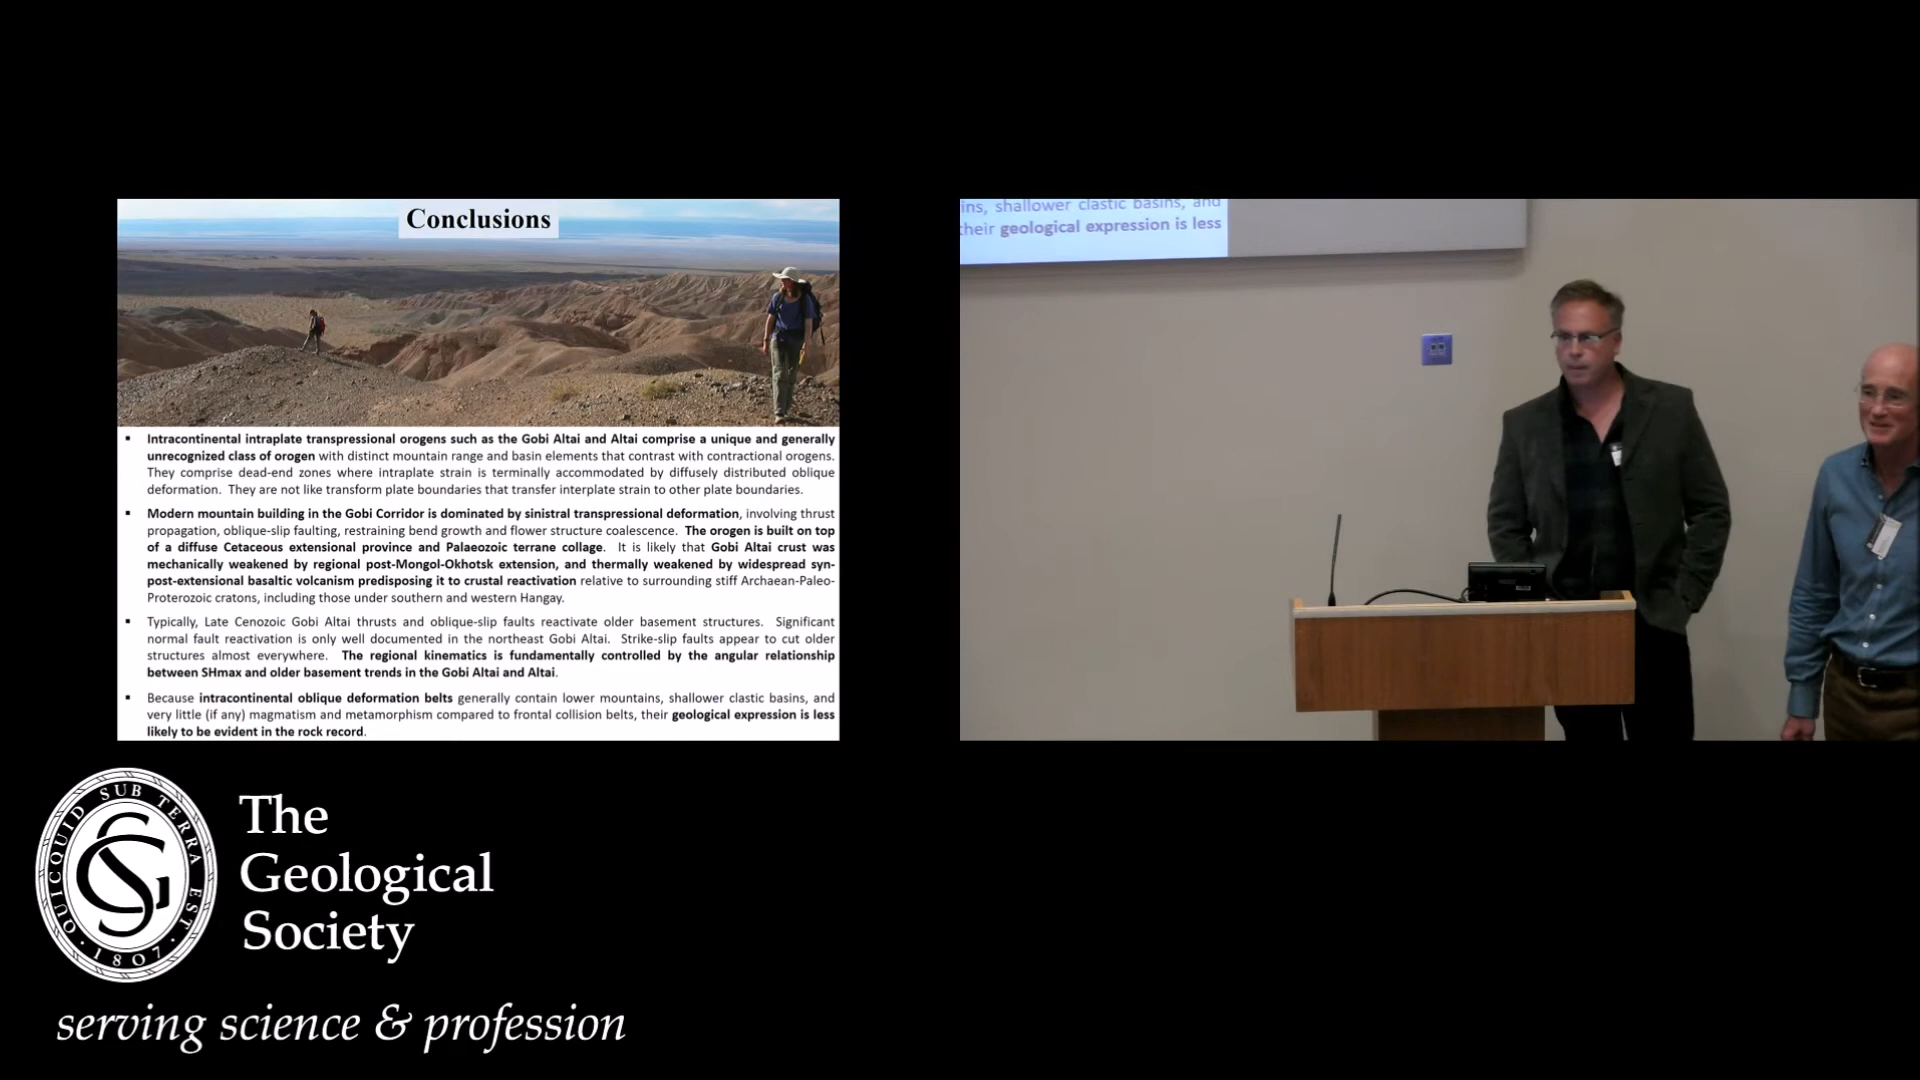 Conclusions
▪ Intracontinental intraplate transpressional orogens such as the Gobi Altai and Altai comprise a unique and generally
unrecognized class of orogen with distinct mountain range and basin elements that contrast with contractional orogens.
They comprise dead-end zones where intraplate strain is terminally accommodated by diffusely distributed oblique
deformation. They are not like transform plate boundaries that transfer interplate strain to other plate boundaries.
▪ Modern mountain building in the Gobi Corridor is dominated by sinistral transpressional deformation, involving thrust
propagation, oblique-slip faulting, restraining bend growth and flower structure coalescence. The orogen is built on top
of a diffuse Cetaceous extensional province and Palaeozoic terrane collage. It is likely that Gobi Altai crust was
mechanically weakened by regional post-Mongol-Okhotsk extension, and thermally weakened by widespread syn-
post-extensional basaltic volcanism predisposing it to crustal reactivation relative to surrounding stiff Archaean-Paleo-
Proterozoic cratons, including those under southern and western Hangay.
▪ Typically, Late Cenozoic Gobi Altai thrusts and oblique-slip faults reactivate older basement structures. Significant
normal fault reactivation is only well documented in the northeast Gobi Altai. Strike-slip faults appear to cut older
structures almost everywhere. The regional kinematics is fundamentally controlled by the angular relationship
between SHmax and older basement trends in the Gobi Altai and Altai.
▪ Because intracontinental oblique deformation belts generally contain lower mountains, shallower clastic basins, and
very little (if any) magmatism and metamorphism compared to frontal collision belts, their geological expression is less
likely to be evident in the rock record.
ins, shallower clastic basins, and
their geological expression is less
QUICQUID SUB TERRA EST
· 1807 ·
GS
The
Geological
Society
serving science & profession